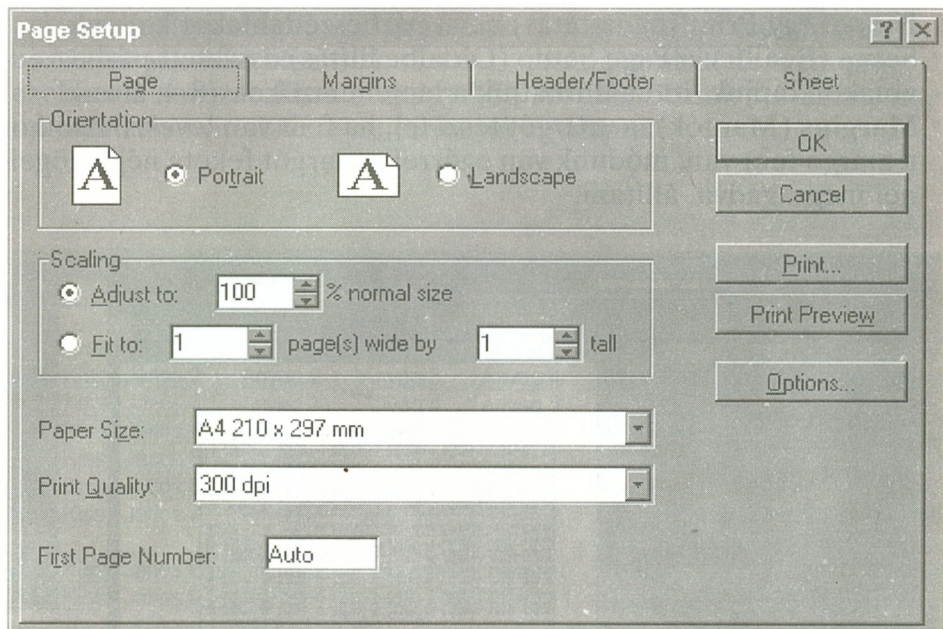 Page Setup
Page Margins Header/Footer Sheet
Orientation
A Portrait A Landscape
OK
Cancel
Scaling
Adjust to: 100 % normal size
Fit to: 1 page(s) wide by 1 tall
Print...
Print Preview
Options...
Paper Size: A4 210 x 297 mm
Print Quality: 300 dpi
First Page Number: Auto